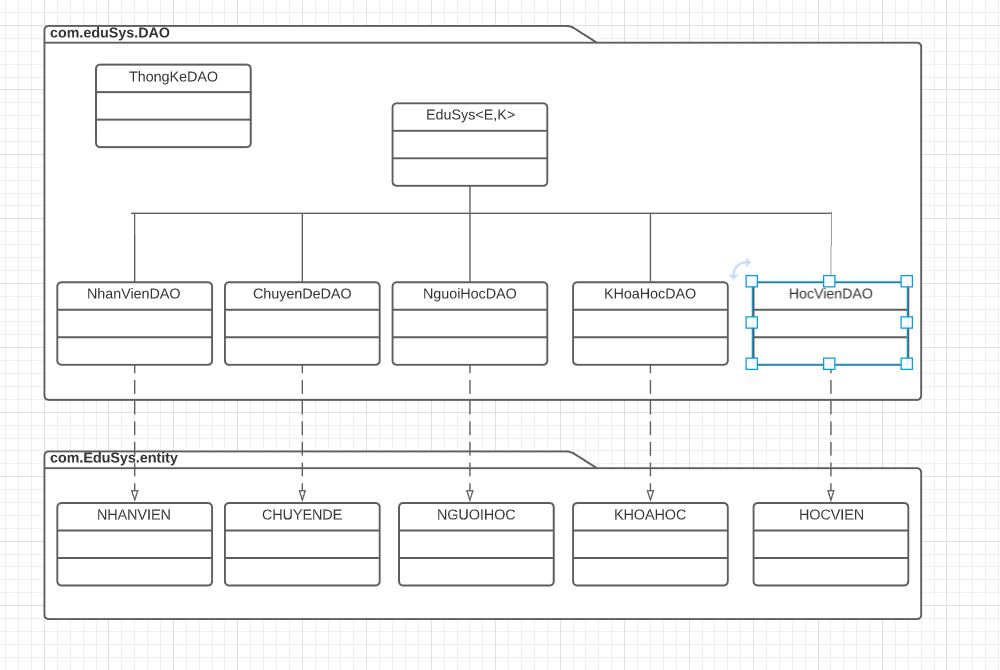 com.eduSys.DAO
ThongKeDAO
EduSys<E,K>
NhanVienDAO
ChuyenDeDAO
NguoiHocDAO
KHoaHocDAO
HocVienDAO
com.EduSys.entity
NHANVIEN
CHUYENDE
NGUOIHOC
KHOAHOC
HOCVIEN